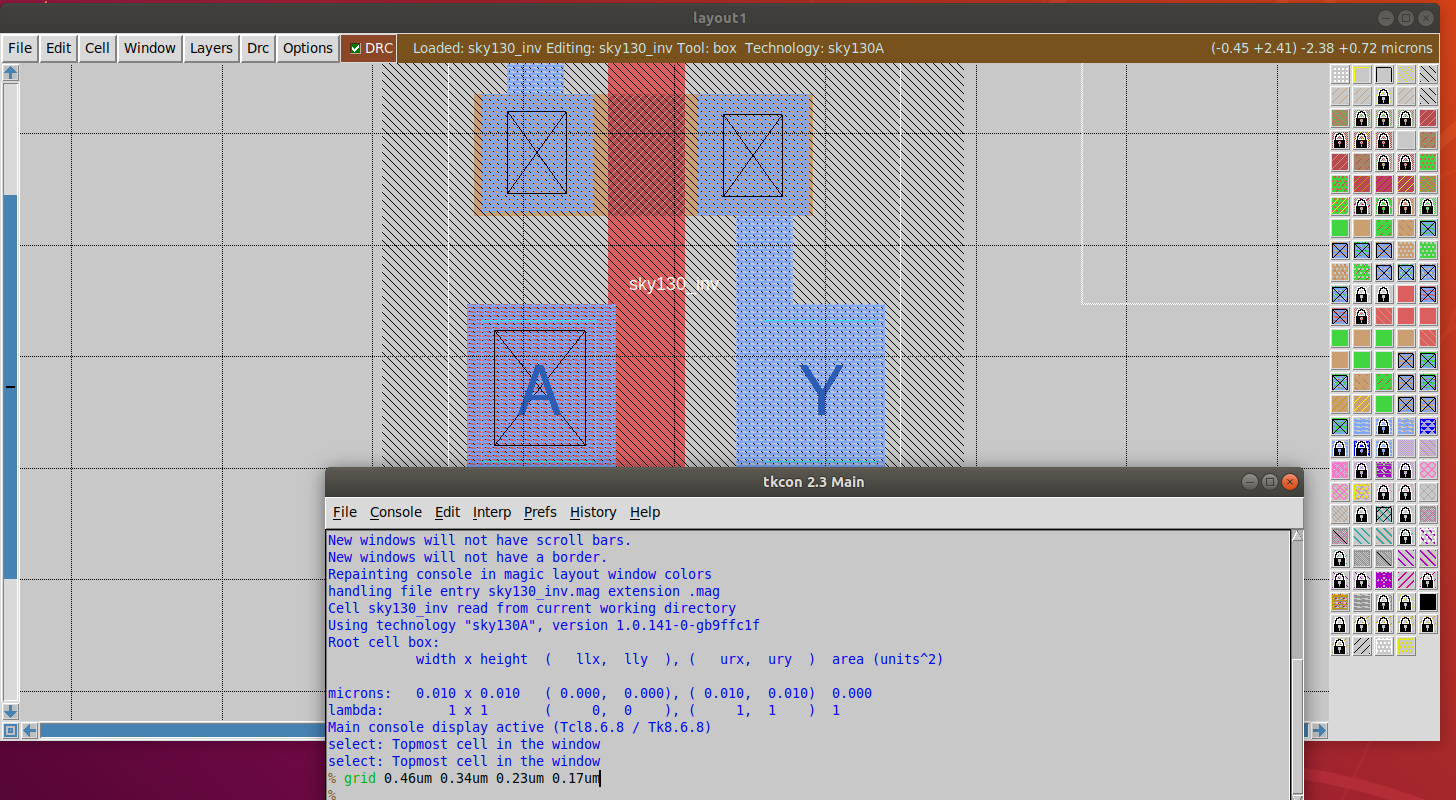 layout1
File Edit Cell Window Layers Drc Options DRC Loaded: sky130_inv Editing: sky130_inv Tool: box Technology: sky130A (-0.45 +2.41) -2.38 +0.72 microns
sky130_inv
A Y
tkcon 2.3 Main
File Console Edit Interp Prefs History Help
New windows will not have scroll bars.
New windows will not have a border.
Repainting console in magic layout window colors
handling file entry sky130_inv.mag extension .mag
Cell sky130_inv read from current working directory
Using technology "sky130A", version 1.0.141-0-gb9ffc1f
Root cell box:
width x height ( llx, lly ), ( urx, ury ) area (units^2)
microns: 0.010 x 0.010 ( 0.000, 0.000), ( 0.010, 0.010) 0.000
lambda: 1 x 1 ( 0, 0 ), ( 1, 1 ) 1
Main console display active (Tcl8.6.8 / Tk8.6.8)
select: Topmost cell in the window
select: Topmost cell in the window
% grid 0.46um 0.34um 0.23um 0.17um
%